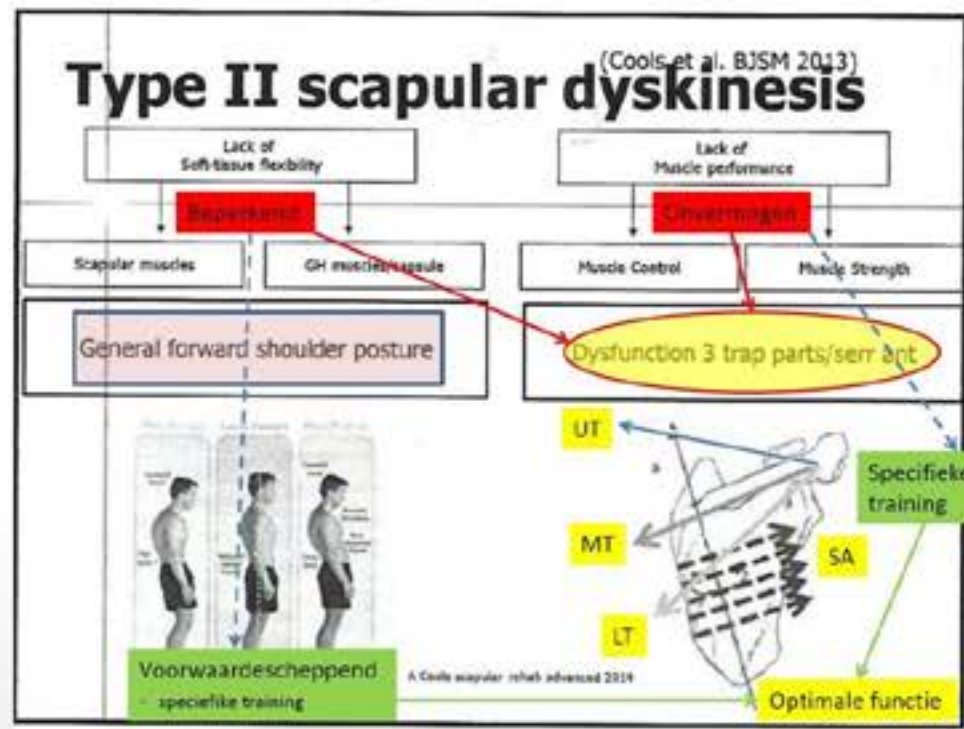 (Cools et al. BJSM 2013)
Type II scapular dyskinesis
Lack of
Soft-tissue flexibility
Lack of
Muscle performance
Beperkend
Onvermogen
Scapular muscles
GH muscles/capsule
Muscle Control
Muscle Strength
General forward shoulder posture
Dysfunction 3 trap parts/serr ant
UT
Specifieke
training
MT
SA
LT
Voorwaardescheppend
- speciefike training
A Cools scapular rehab advanced 2014
Optimale functie